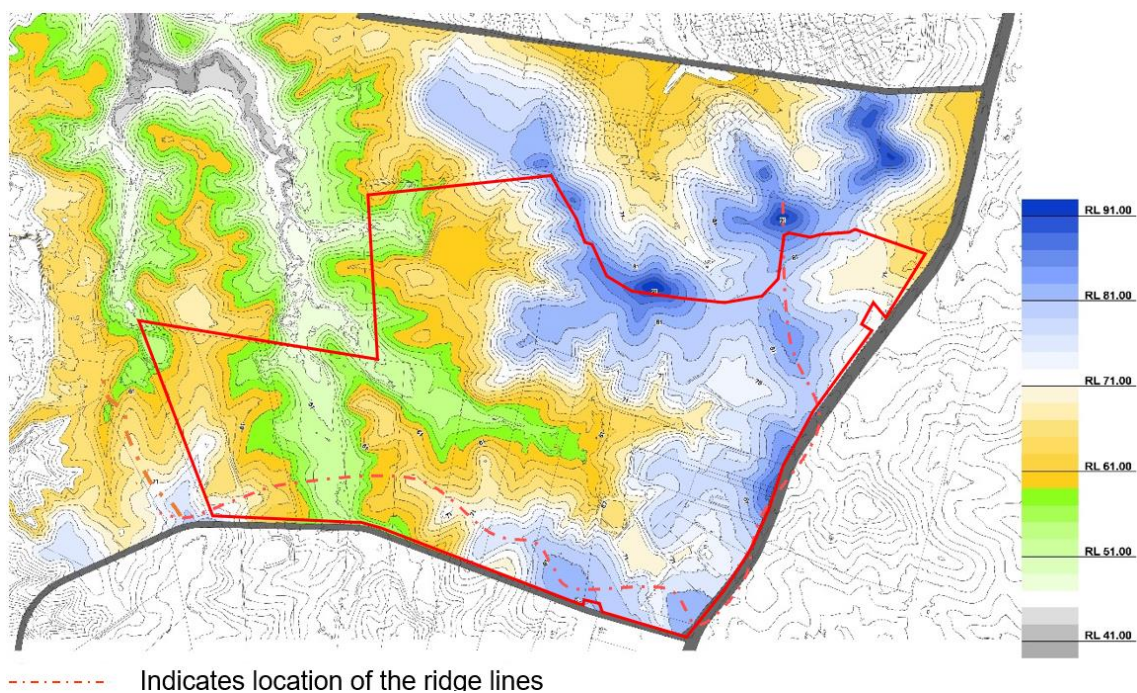 RL 91.00
RL 81.00
RL 71.00
RL 61.00
RL 51.00
RL 41.00
Indicates location of the ridge lines